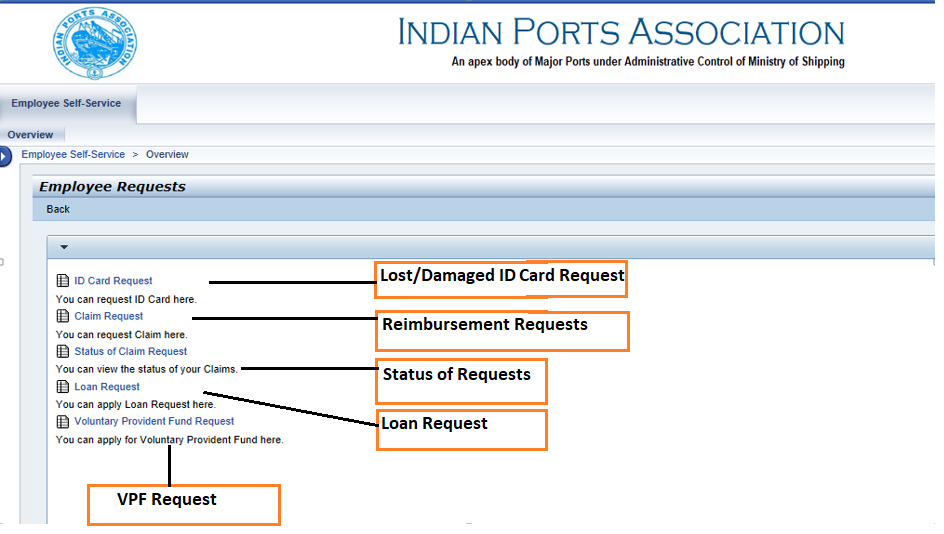 INDIAN PORTS ASSOCIATION
INDIAN PORTS ASSOCIATION
An apex body of Major Ports under Administrative Control of Ministry of Shipping
Employee Self-Service
Overview
Employee Self-Service > Overview
Employee Requests
Back
ID Card Request
Lost/Damaged ID Card Request
You can request ID Card here.
Claim Request
Reimbursement Requests
You can request Claim here.
Status of Claim Request
You can view the status of your Claims.
Status of Requests
Loan Request
You can apply Loan Request here.
Loan Request
Voluntary Provident Fund Request
You can apply for Voluntary Provident Fund here.
VPF Request